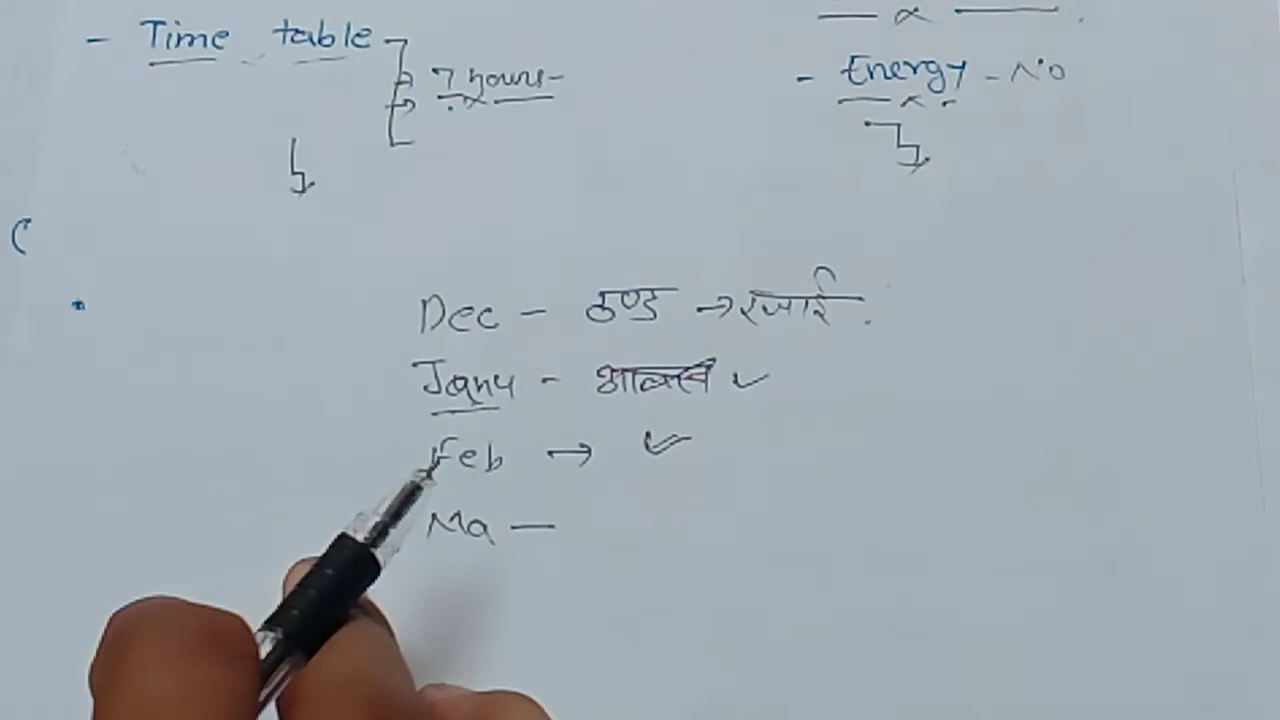 - Time table
7 hours -
- Energy - No
Dec - ठण्ड → रजाई.
Janu - आलस ✓
Feb → ✓
Ma —